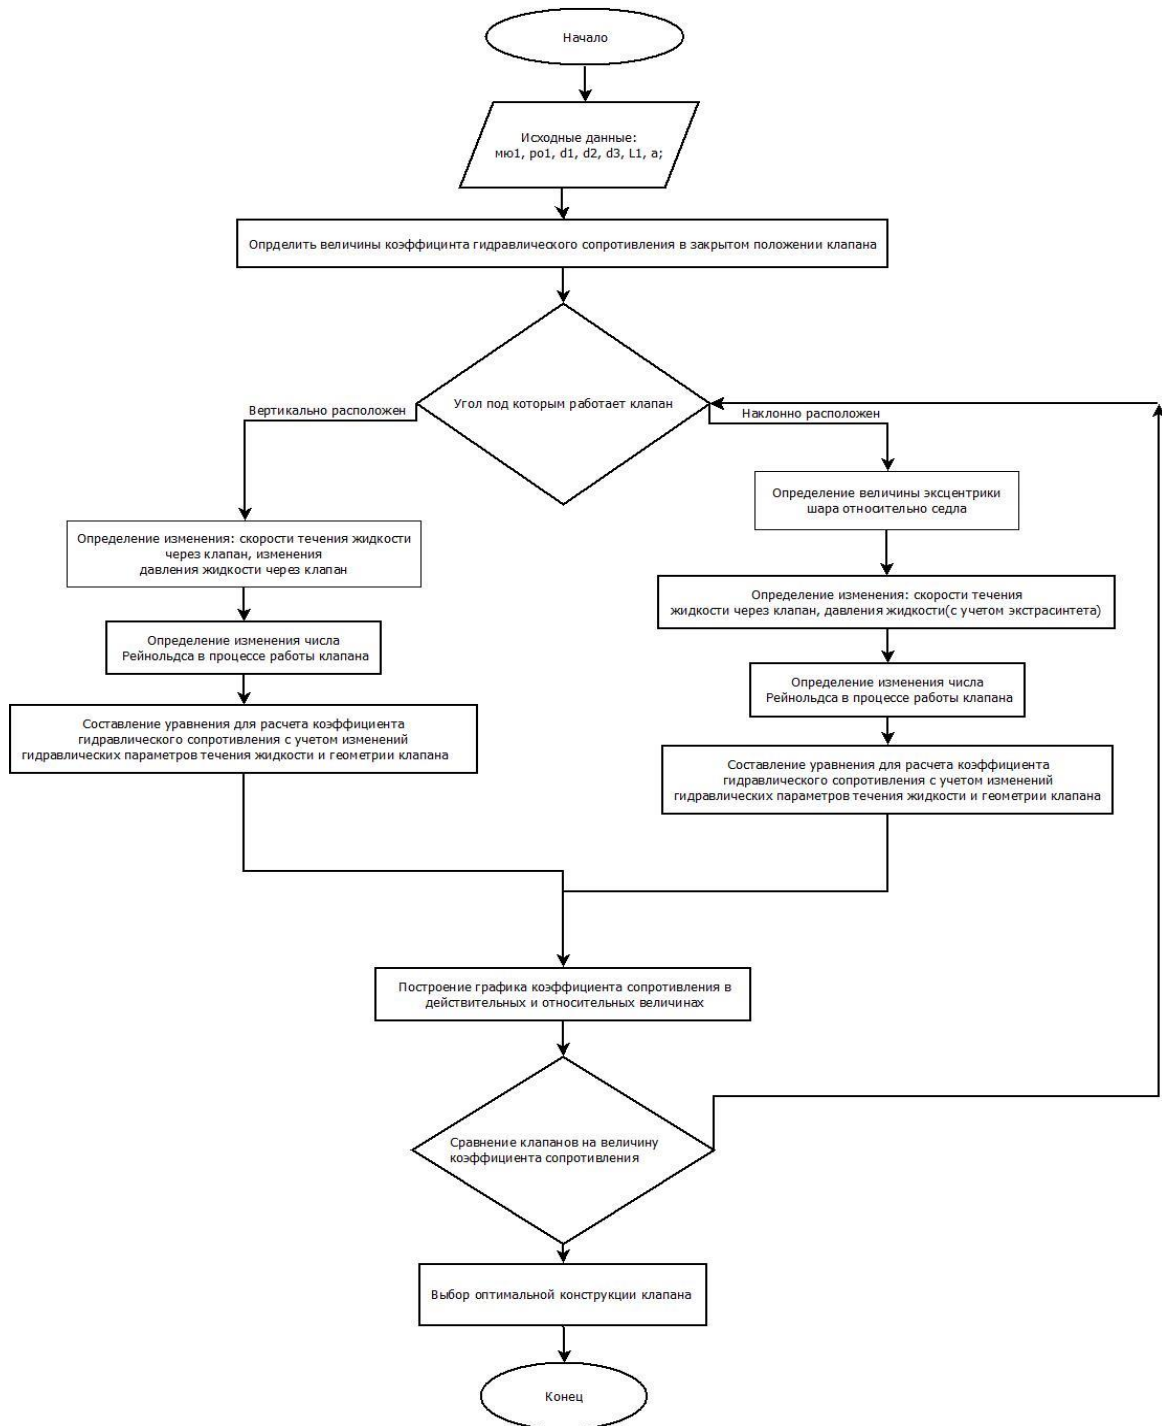 Начало
Исходные данные:
мю1, ро1, d1, d2, d3, L1, a;
Опрделить величины коэффицинта гидравлического сопротивления в закрытом положении клапана
Угол под которым работает клапан
Вертикально расположен
Наклонно расположен
Определение изменения: скорости течения жидкости
через клапан, изменения
давления жидкости через клапан
Определение изменения числа
Рейнольдса в процессе работы клапана
Составление уравнения для расчета коэффициента
гидравлического сопротивления с учетом изменений
гидравлических параметров течения жидкости и геометрии клапана
Определение величины эксцентрики
шара относительно седла
Определение изменения: скорости течения
жидкости через клапан, давления жидкости(с учетом экстрасинтета)
Определение изменения числа
Рейнольдса в процессе работы клапана
Составление уравнения для расчета коэффициента
гидравлического сопротивления с учетом изменений
гидравлических параметров течения жидкости и геометрии клапана
Построение графика коэффициента сопротивления в
действительных и относительных величинах
Сравнение клапанов на величину
коэффициента сопротивления
Выбор оптимальной конструкции клапана
Конец